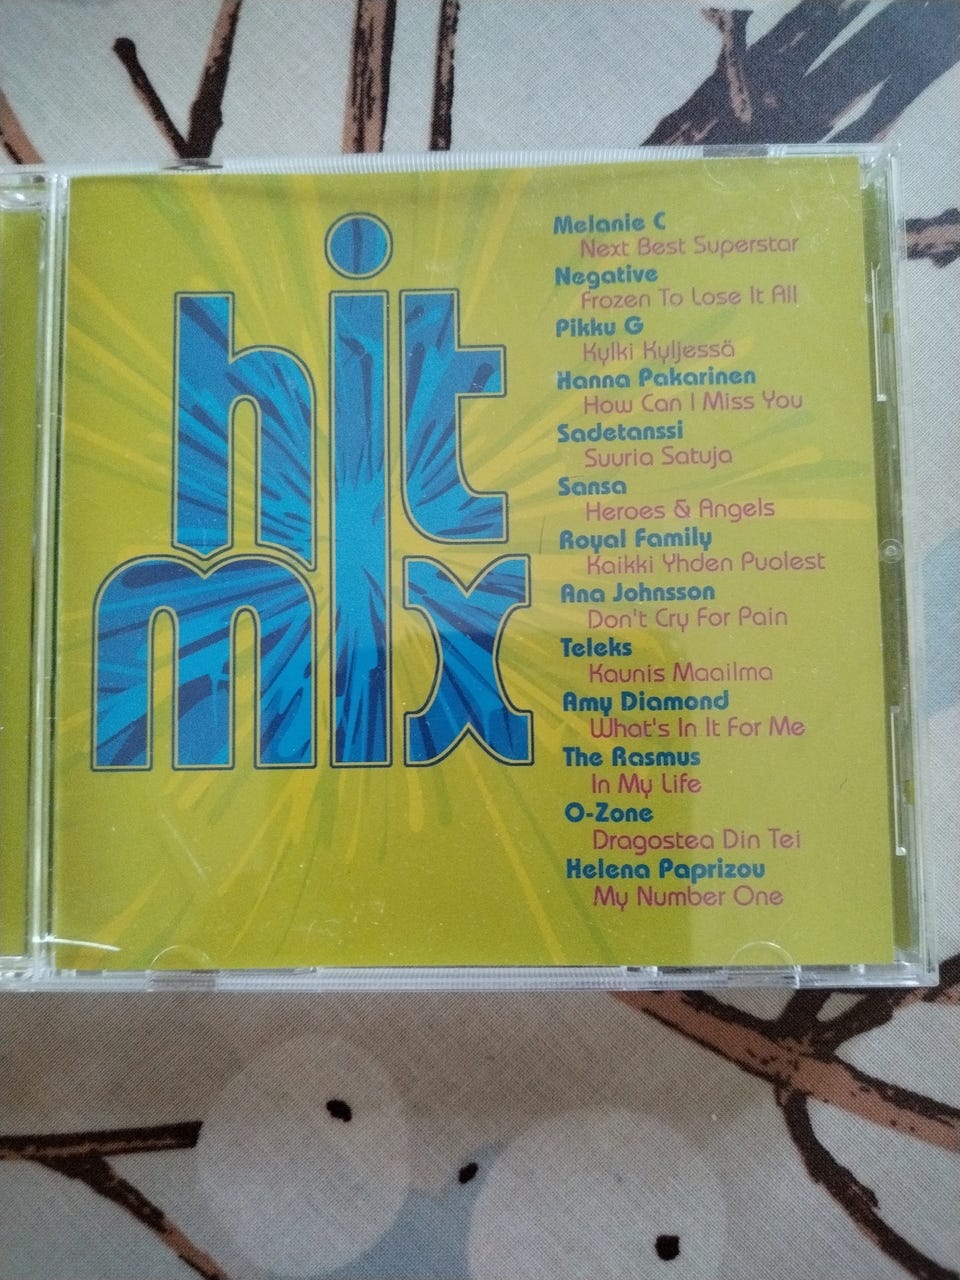 hit
mix
Melanie C
Next Best Superstar
Negative
Frozen To Lose It All
Pikku G
Kylki Kyljessä
Hanna Pakarinen
How Can I Miss You
Sadetanssi
Suuria Satuja
Sansa
Heroes & Angels
Royal Family
Kaikki Yhden Puolest
Ana Johnsson
Don't Cry For Pain
Teleks
Kaunis Maailma
Amy Diamond
What's In It For Me
The Rasmus
In My Life
O-Zone
Dragostea Din Tei
Helena Paprizou
My Number One